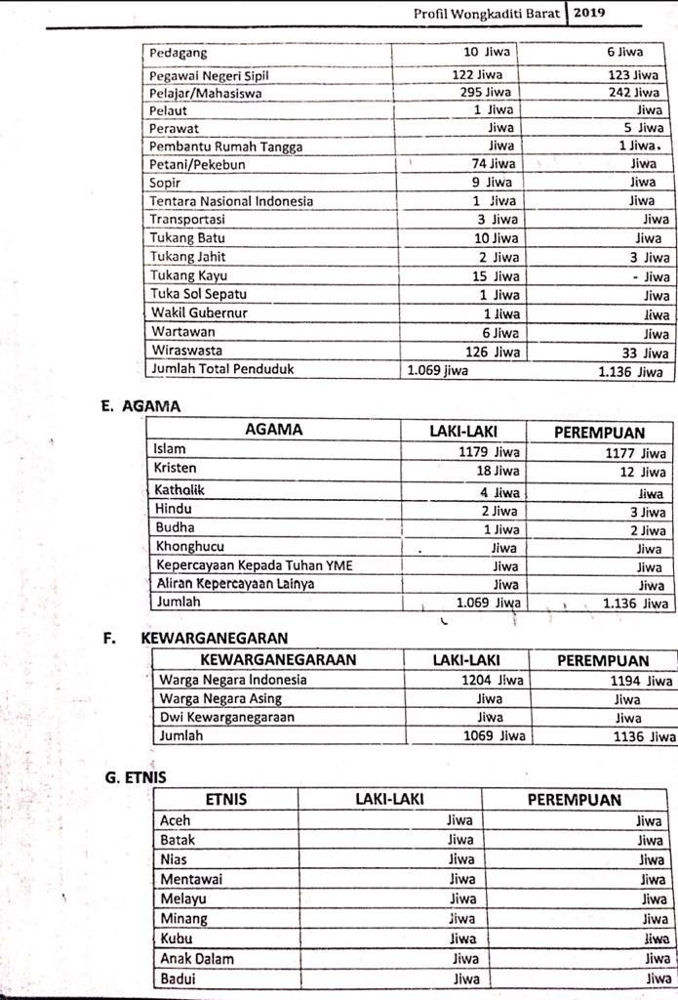 Profil Wongkaditi Barat 2019
Pedagang 10 Jiwa 6 Jiwa
Pegawai Negeri Sipil 122 Jiwa 123 Jiwa
Pelajar/Mahasiswa 295 Jiwa 242 Jiwa
Pelaut 1 Jiwa Jiwa
Perawat Jiwa 5 Jiwa
Pembantu Rumah Tangga Jiwa 1 Jiwa.
Petani/Pekebun 74 Jiwa Jiwa
Sopir 9 Jiwa Jiwa
Tentara Nasional Indonesia 1 Jiwa Jiwa
Transportasi 3 Jiwa Jiwa
Tukang Batu 10 Jiwa Jiwa
Tukang Jahit 2 Jiwa 3 Jiwa
Tukang Kayu 15 Jiwa - Jiwa
Tuka Sol Sepatu 1 Jiwa Jiwa
Wakil Gubernur 1 Jiwa Jiwa
Wartawan 6 Jiwa Jiwa
Wiraswasta 126 Jiwa 33 Jiwa
Jumlah Total Penduduk 1.069 jiwa 1.136 Jiwa
E. AGAMA
AGAMA LAKI-LAKI PEREMPUAN
Islam 1179 Jiwa 1177 Jiwa
Kristen 18 Jiwa 12 Jiwa
Katholik 4 Jiwa Jiwa
Hindu 2 Jiwa 3 Jiwa
Budha 1 Jiwa 2 Jiwa
Khonghucu Jiwa Jiwa
Kepercayaan Kepada Tuhan YME Jiwa Jiwa
Aliran Kepercayaan Lainya Jiwa Jiwa
Jumlah 1.069 Jiwa 1.136 Jiwa
F. KEWARGANEGARAN
KEWARGANEGARAAN LAKI-LAKI PEREMPUAN
Warga Negara Indonesia 1204 Jiwa 1194 Jiwa
Warga Negara Asing Jiwa Jiwa
Dwi Kewarganegaraan Jiwa Jiwa
Jumlah 1069 Jiwa 1136 Jiwa
G. ETNIS
ETNIS LAKI-LAKI PEREMPUAN
Aceh Jiwa Jiwa
Batak Jiwa Jiwa
Nias Jiwa Jiwa
Mentawai Jiwa Jiwa
Melayu Jiwa Jiwa
Minang Jiwa Jiwa
Kubu Jiwa Jiwa
Anak Dalam Jiwa Jiwa
Badui Jiwa Jiwa